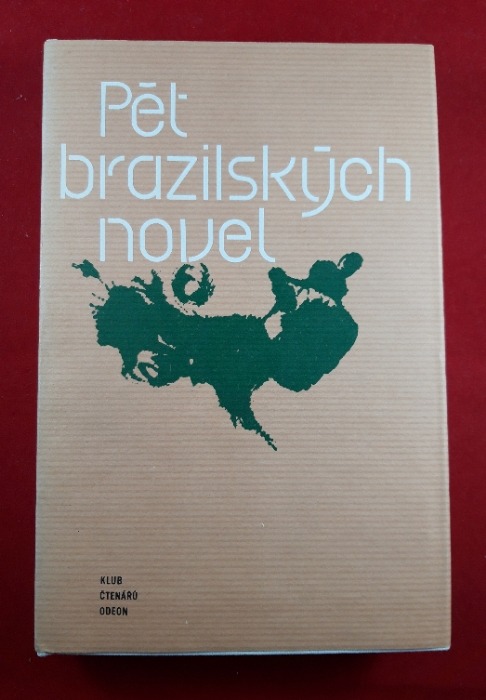 Pět
brazilských
novel
KLUB
ČTENÁŘŮ
ODEON